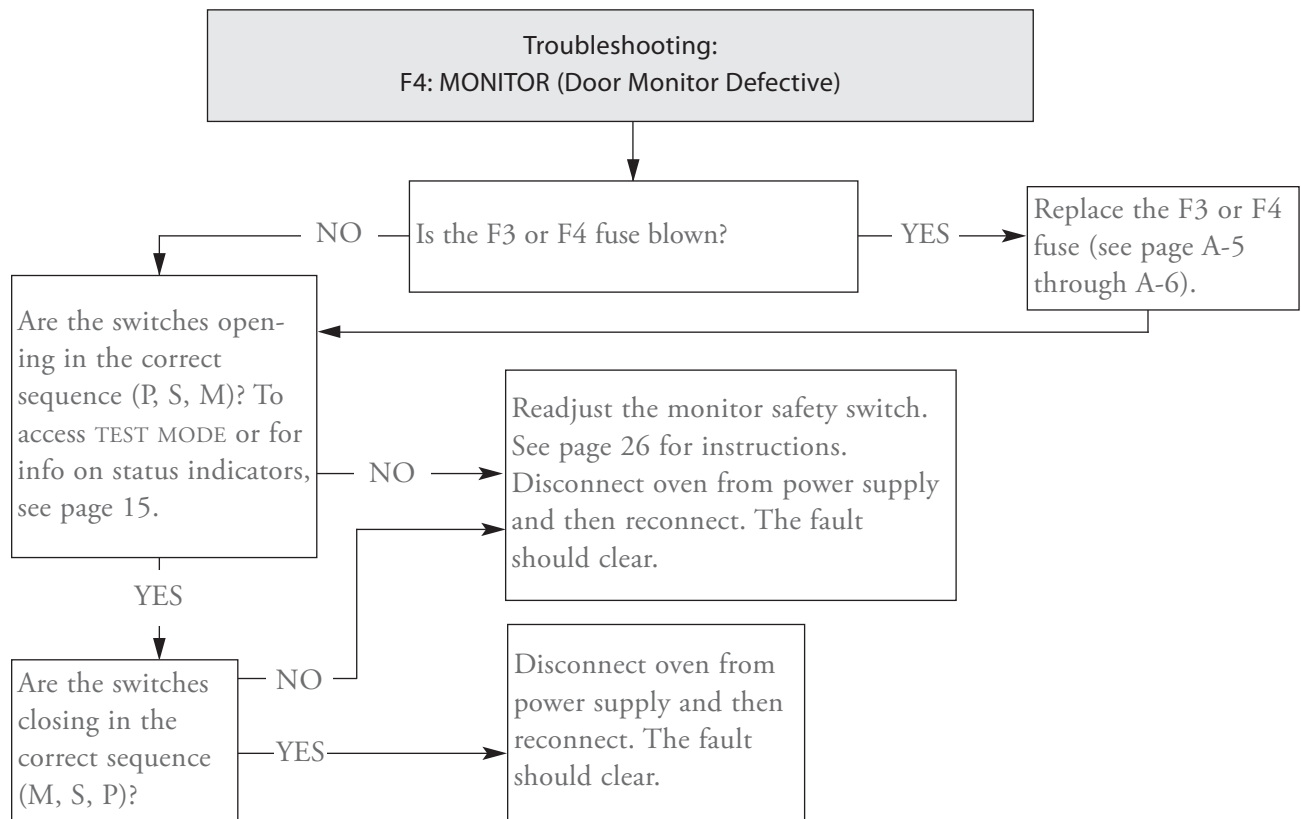 Troubleshooting:
F4: MONITOR (Door Monitor Defective)
Is the F3 or F4 fuse blown?
NO
YES
Replace the F3 or F4
fuse (see page A-5
through A-6).
Are the switches open-
ing in the correct
sequence (P, S, M)? To
access TEST MODE or for
info on status indicators,
see page 15.
NO
Readjust the monitor safety switch.
See page 26 for instructions.
Disconnect oven from power supply
and then reconnect. The fault
should clear.
YES
Are the switches
closing in the
correct sequence
(M, S, P)?
NO
YES
Disconnect oven from
power supply and then
reconnect. The fault
should clear.